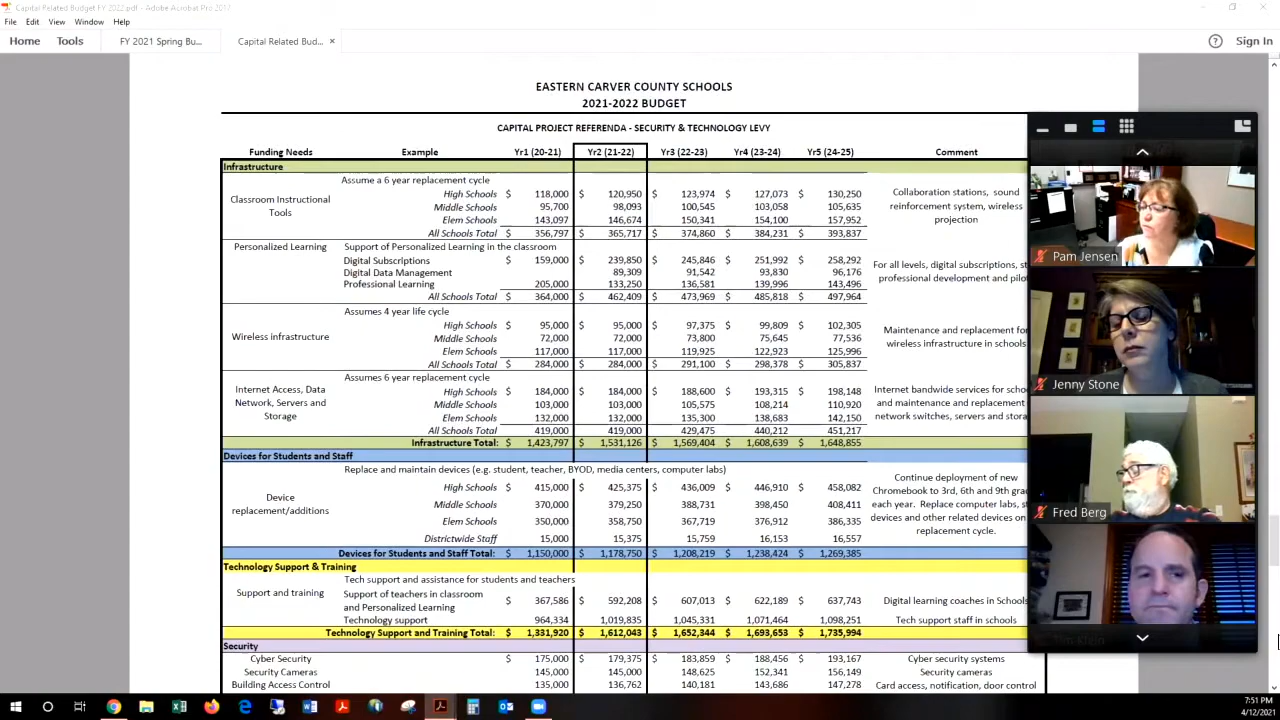 Capital Related Budget FY 2022.pdf - Adobe Acrobat Pro 2017
File Edit View Window Help
Home Tools FY 2021 Spring Bu... Capital Related Bud... × Sign In
EASTERN CARVER COUNTY SCHOOLS
2021-2022 BUDGET
CAPITAL PROJECT REFERENDA - SECURITY & TECHNOLOGY LEVY
Funding Needs Example Yr1 (20-21) Yr2 (21-22) Yr3 (22-23) Yr4 (23-24) Yr5 (24-25) Comment
Infrastructure
Assume a 6 year replacement cycle
Classroom Instructional Tools
High Schools $ 118,000 $ 120,950 $ 123,974 $ 127,073 $ 130,250
Middle Schools 95,700 98,093 100,545 103,058 105,635
Elem Schools 143,097 146,674 150,341 154,100 157,952
All Schools Total $ 356,797 $ 365,717 $ 374,860 $ 384,231 $ 393,837
Collaboration stations, sound
reinforcement system, wireless
projection
Personalized Learning Support of Personalized Learning in the classroom
Digital Subscriptions $ 159,000 $ 239,850 $ 245,846 $ 251,992 $ 258,292
Digital Data Management 89,309 91,542 93,830 96,176
Professional Learning 205,000 133,250 136,581 139,996 143,496
All Schools Total $ 364,000 $ 462,409 $ 473,969 $ 485,818 $ 497,964
For all levels, digital subscriptions, st
professional development and pilo
Assumes 4 year life cycle
Wireless infrastructure
High Schools $ 95,000 $ 95,000 $ 97,375 $ 99,809 $ 102,305
Middle Schools 72,000 72,000 73,800 75,645 77,536
Elem Schools 117,000 117,000 119,925 122,923 125,996
All Schools Total $ 284,000 $ 284,000 $ 291,100 $ 298,378 $ 305,837
Maintenance and replacement for
wireless infrastructure in schools
Assumes 6 year replacement cycle
Internet Access, Data
Network, Servers and
Storage
High Schools $ 184,000 $ 184,000 $ 188,600 $ 193,315 $ 198,148
Middle Schools 103,000 103,000 105,575 108,214 110,920
Elem Schools 132,000 132,000 135,300 138,683 142,150
All Schools Total 419,000 419,000 429,475 440,212 451,217
Internet bandwide services for scho
and maintenance and replacement
network switches, servers and stora
Infrastructure Total: $ 1,423,797 $ 1,531,126 $ 1,569,404 $ 1,608,639 $ 1,648,855
Devices for Students and Staff
Replace and maintain devices (e.g. student, teacher, BYOD, media centers, computer labs)
Device
replacement/additions
High Schools $ 415,000 $ 425,375 $ 436,009 $ 446,910 $ 458,082
Middle Schools 370,000 379,250 388,731 398,450 408,411
Elem Schools 350,000 358,750 367,719 376,912 386,335
Districtwide Staff 15,000 15,375 15,759 16,153 16,557
Continue deployment of new
Chromebook to 3rd, 6th and 9th gra
each year. Replace computer labs, s
devices and other related devices on
replacement cycle.
Devices for Students and Staff Total: $ 1,150,000 $ 1,178,750 $ 1,208,219 $ 1,238,424 $ 1,269,385
Technology Support & Training
Tech support and assistance for students and teachers
Support and training
Support of teachers in classroom
and Personalized Learning $ 86 $ 592,208 $ 607,013 $ 622,189 $ 637,743 Digital learning coaches in Schools
Technology support 964,334 1,019,835 1,045,331 1,071,464 1,098,251 Tech support staff in schools
Technology Support and Training Total: $ 1,331,920 $ 1,612,043 $ 1,652,344 $ 1,693,653 $ 1,735,994
Security
Cyber Security $ 175,000 $ 179,375 $ 183,859 $ 188,456 $ 193,167 Cyber security systems
Security Cameras 145,000 145,000 148,625 152,341 156,149 Security cameras
Building Access Control 135,000 136,762 140,181 143,686 147,278 Card access, notification, door control
Pam Jensen
Jenny Stone
Fred Berg
7:51 PM
4/12/2021